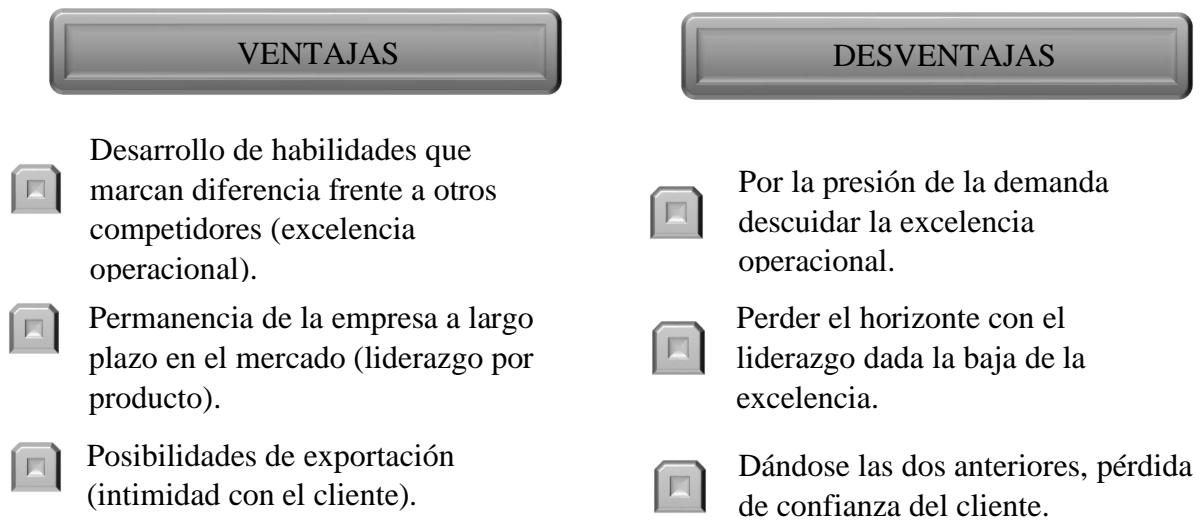 VENTAJAS
Desarrollo de habilidades que
marcan diferencia frente a otros
competidores (excelencia
operacional).
Permanencia de la empresa a largo
plazo en el mercado (liderazgo por
producto).
Posibilidades de exportación
(intimidad con el cliente).
DESVENTAJAS
Por la presión de la demanda
descuidar la excelencia
operacional.
Perder el horizonte con el
liderazgo dada la baja de la
excelencia.
Dándose las dos anteriores, pérdida
de confianza del cliente.